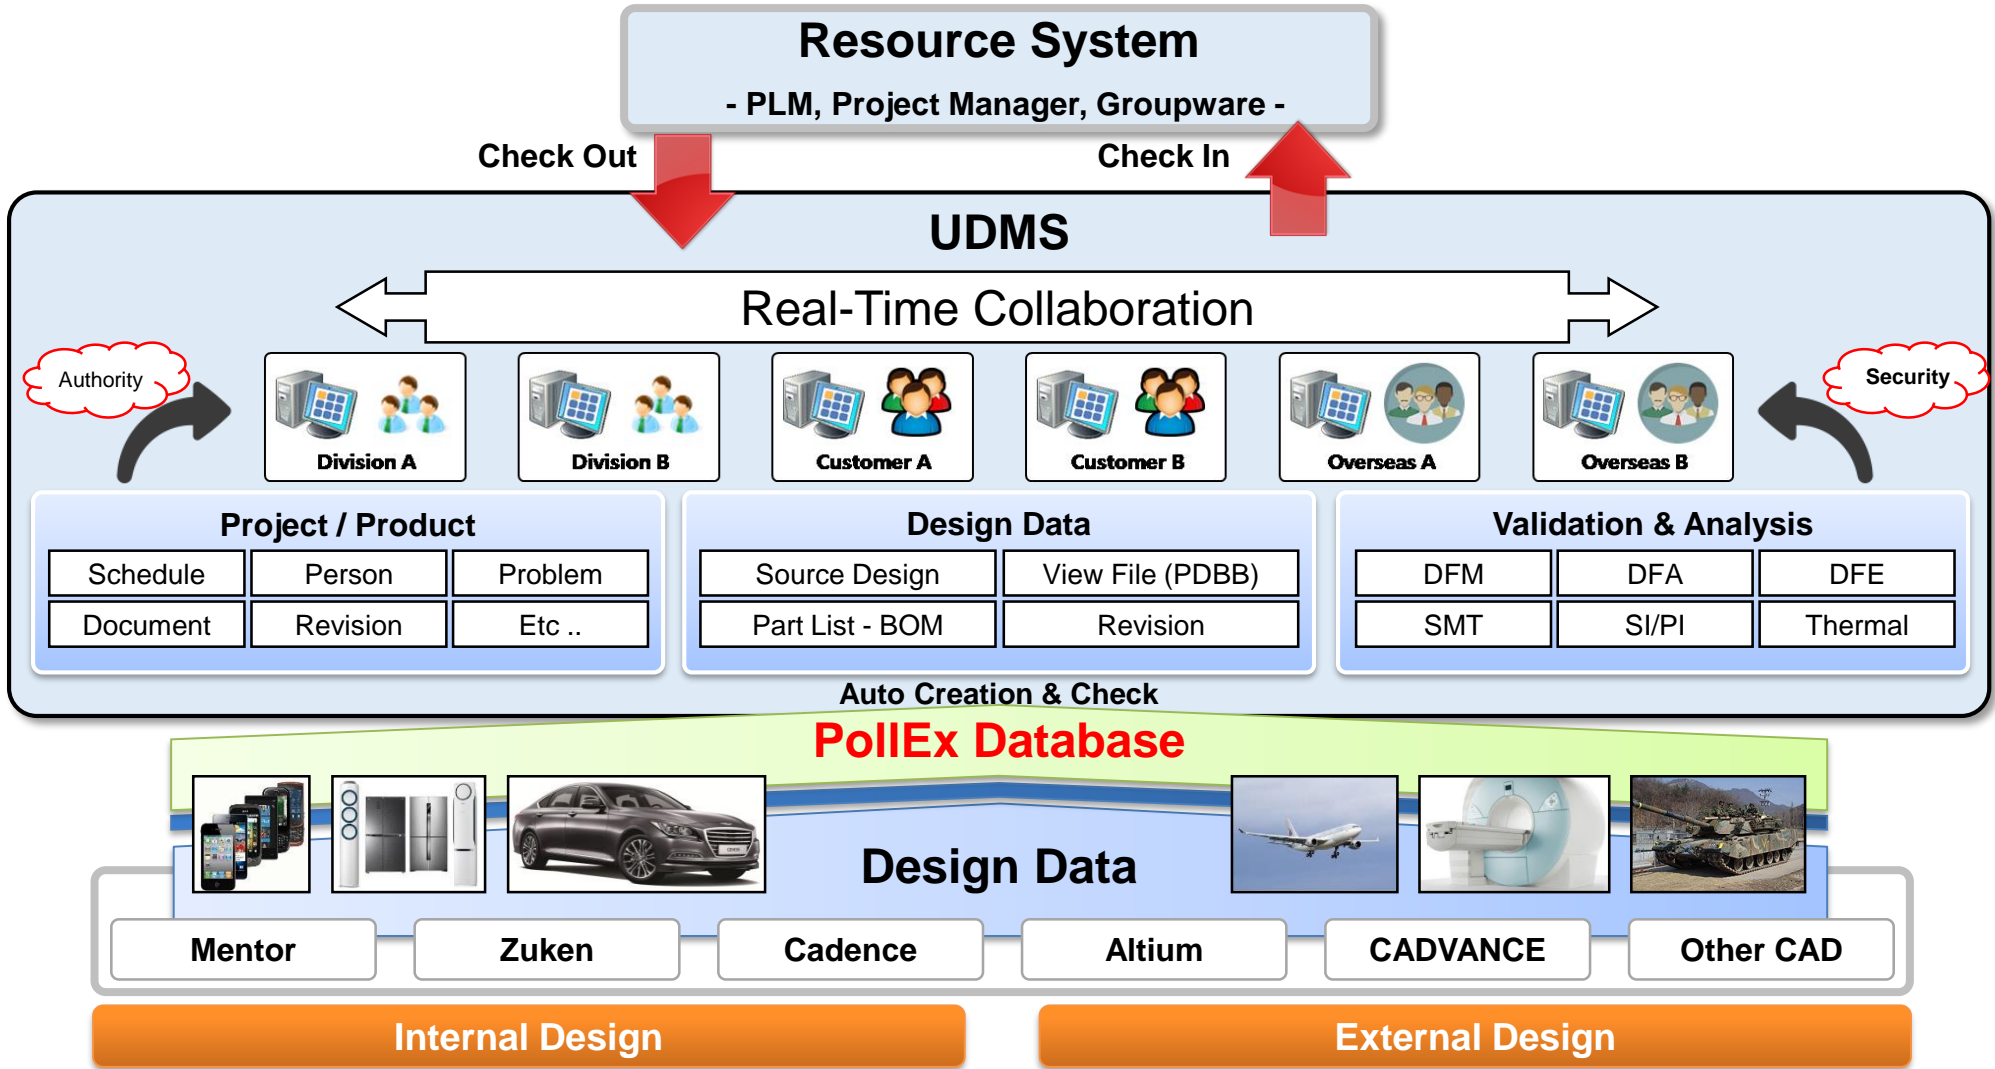 Resource System
- PLM, Project Manager, Groupware -
Check Out
Check In
UDMS
Real-Time Collaboration
Authority
Security
Division A
Division B
Customer A
Customer B
Overseas A
Overseas B
Project / Product
Schedule
Person
Problem
Document
Revision
Etc ..
Design Data
Source Design
View File (PDBB)
Part List - BOM
Revision
Validation & Analysis
DFM
DFA
DFE
SMT
SI/PI
Thermal
Auto Creation & Check
PollEx Database
Design Data
Mentor
Zuken
Cadence
Altium
CADVANCE
Other CAD
Internal Design
External Design